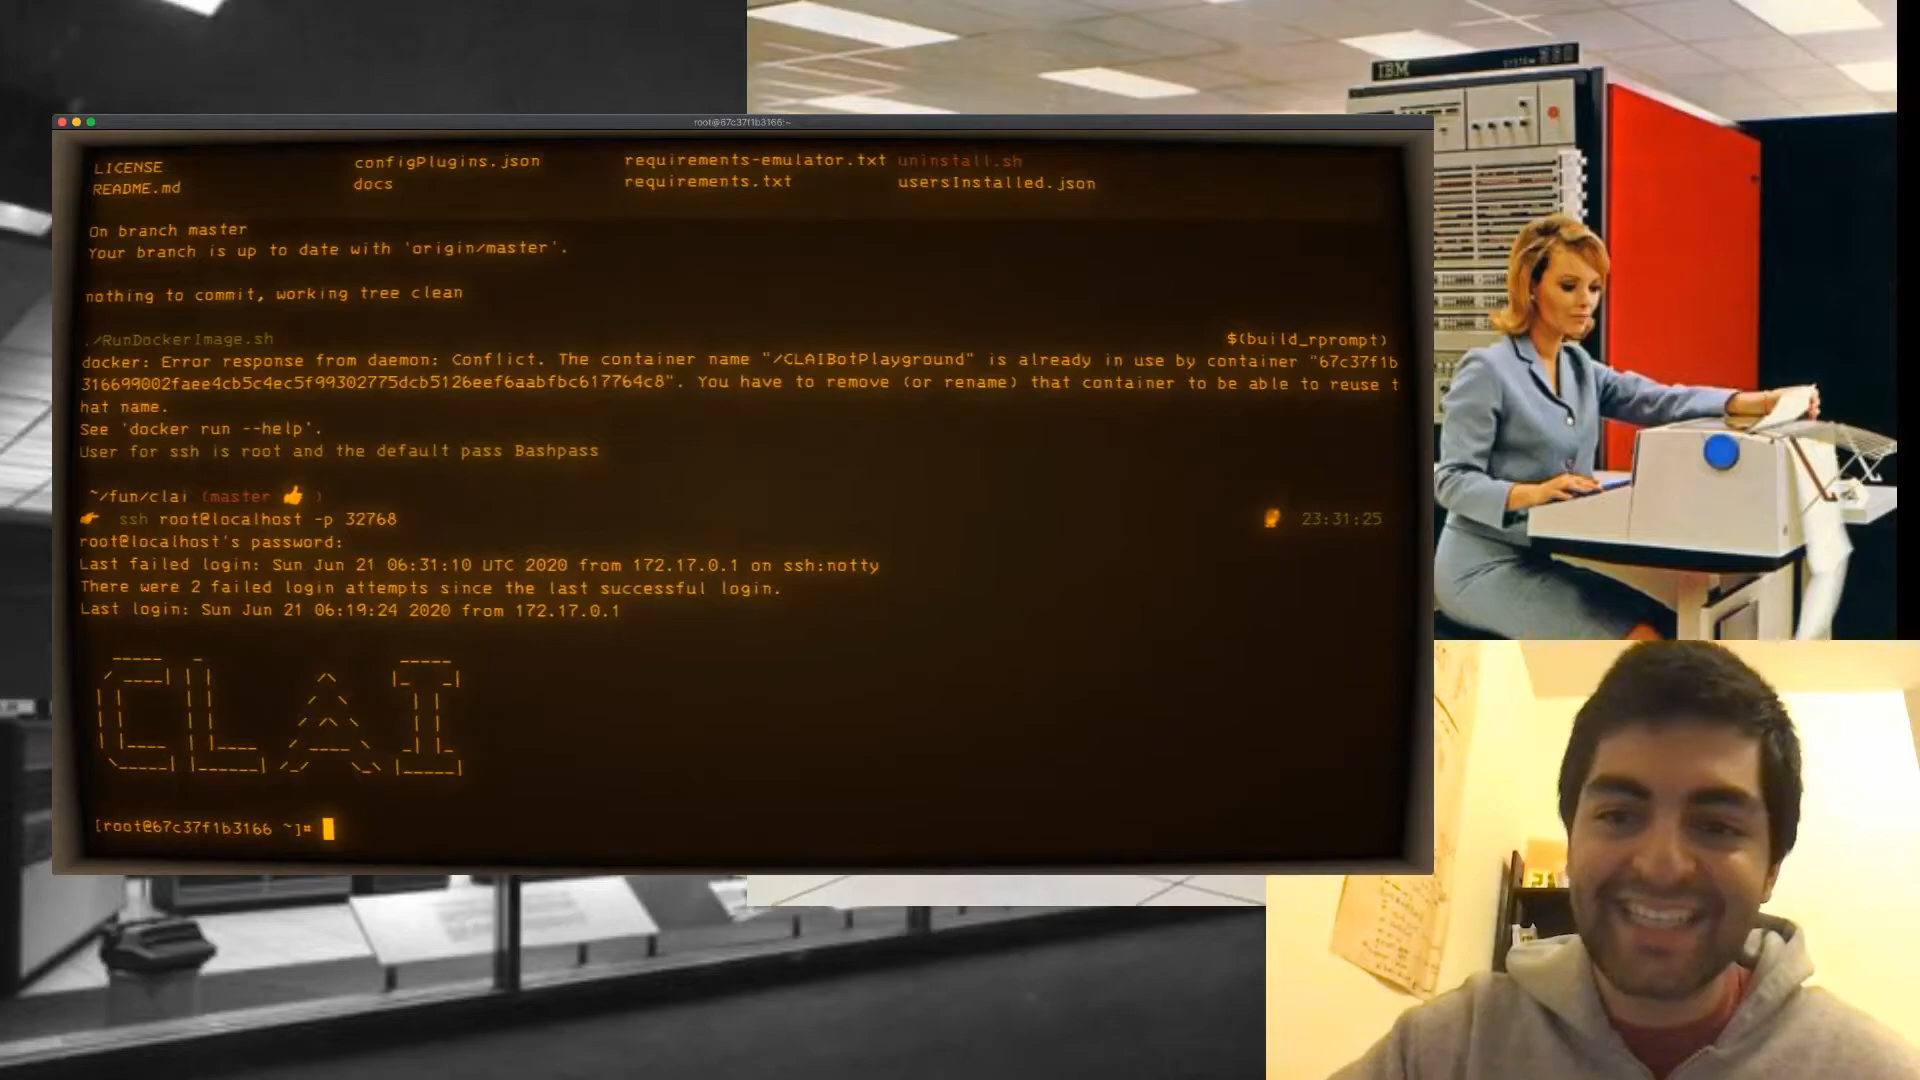 IBM
SYSTEM
root@67c37f1b3166:~
LICENSE configPlugins.json requirements-emulator.txt uninstall.sh
README.md docs requirements.txt usersInstalled.json
On branch master
Your branch is up to date with 'origin/master'.
nothing to commit, working tree clean
./RunDockerImage.sh $(build_rprompt)
docker: Error response from daemon: Conflict. The container name "/CLAIBotPlayground" is already in use by container "67c37f1b
316699002faee4cb5c4ec5f99302775dcb5126eef6aabfbc617764c8". You have to remove (or rename) that container to be able to reuse t
hat name.
See 'docker run --help'.
User for ssh is root and the default pass Bashpass
~/fun/clai (master 👍 )
👉 ssh root@localhost -p 32768 23:31:25
root@localhost's password:
Last failed login: Sun Jun 21 06:31:10 UTC 2020 from 172.17.0.1 on ssh:notty
There were 2 failed login attempts since the last successful login.
Last login: Sun Jun 21 06:19:24 2020 from 172.17.0.1
CLAI
[root@67c37f1b3166 ~]#